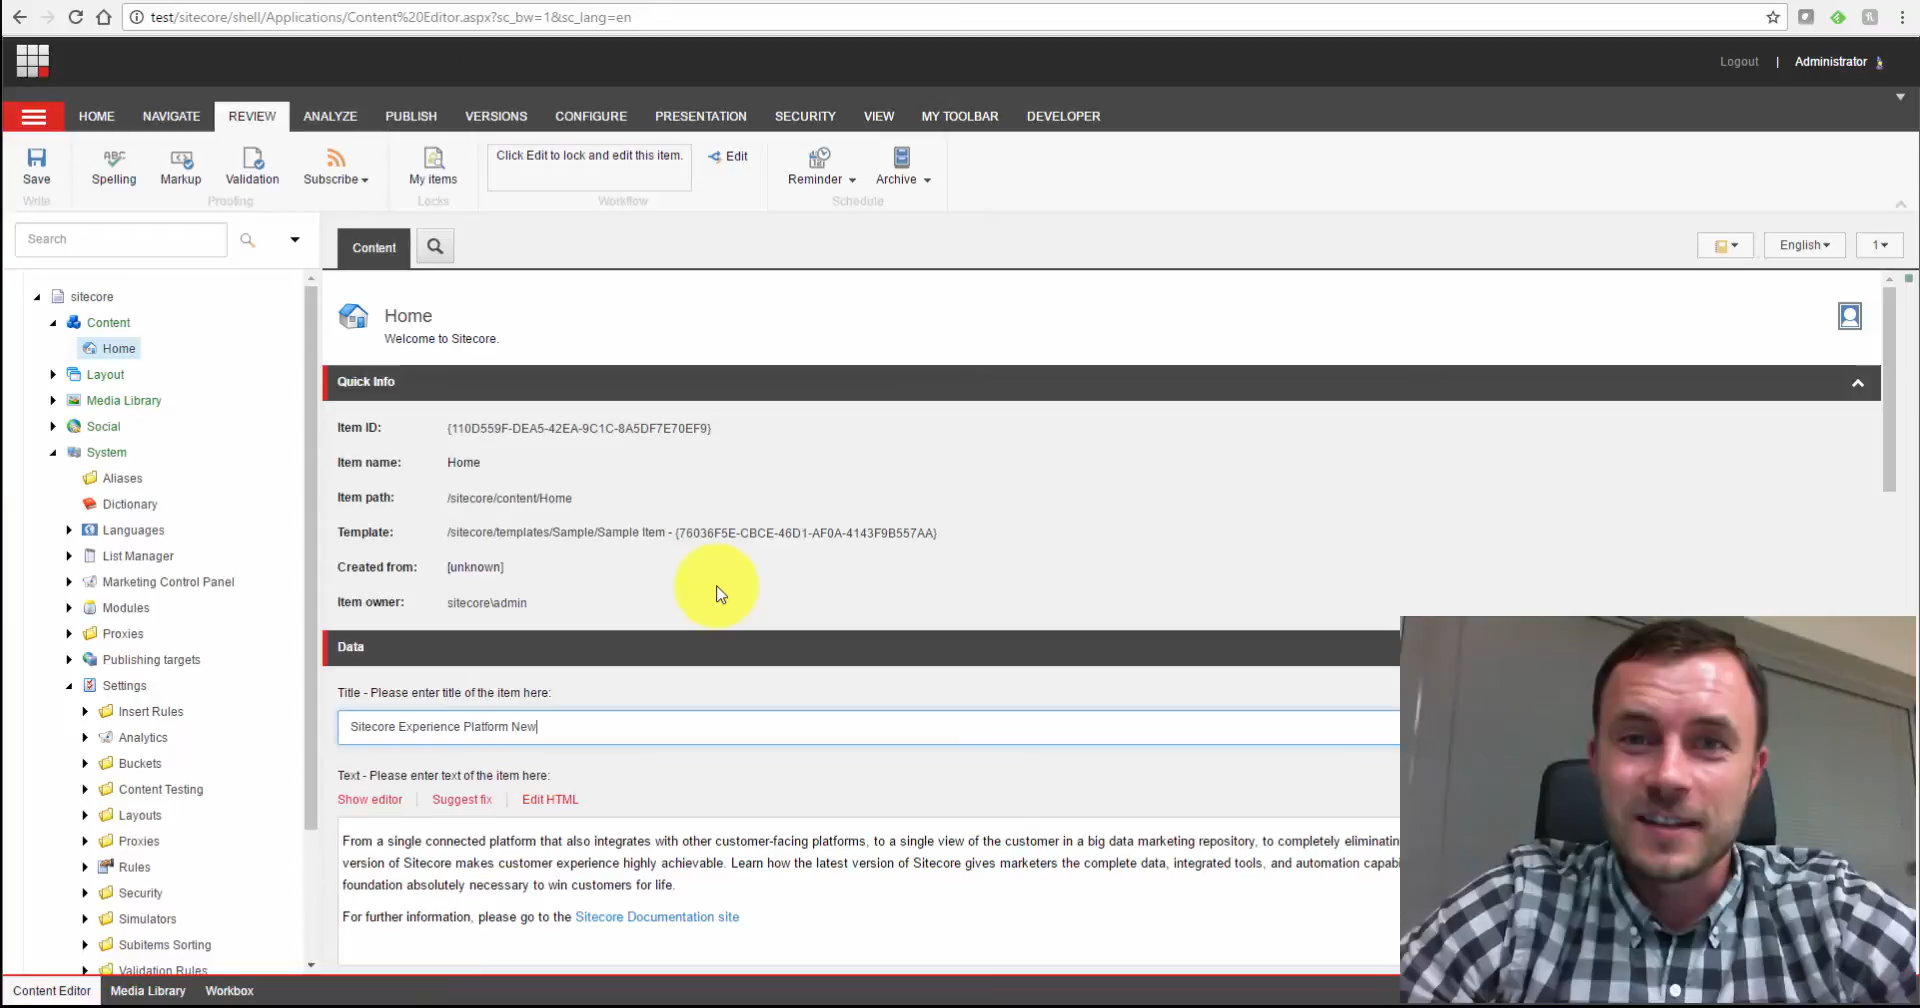 test/sitecore/shell/Applications/Content%20Editor.aspx?sc_bw=1&sc_lang=en
Logout | Administrator
HOME NAVIGATE REVIEW ANALYZE PUBLISH VERSIONS CONFIGURE PRESENTATION SECURITY VIEW MY TOOLBAR DEVELOPER
Click Edit to lock and edit this item. Edit
Save Spelling Markup Validation Subscribe My items Reminder Archive
Write Proofing Locks Workflow Schedule
Search
Content English 1
sitecore
Content
Home
Layout
Media Library
Social
System
Aliases
Dictionary
Languages
List Manager
Marketing Control Panel
Modules
Proxies
Publishing targets
Settings
Insert Rules
Analytics
Buckets
Content Testing
Layouts
Proxies
Rules
Security
Simulators
Subitems Sorting
Validation Rules
Home
Welcome to Sitecore.
Quick Info
Item ID: {110D559F-DEA5-42EA-9C1C-8A5DF7E70EF9}
Item name: Home
Item path: /sitecore/content/Home
Template: /sitecore/templates/Sample/Sample Item - {76036F5E-CBCE-46D1-AF0A-4143F9B557AA}
Created from: [unknown]
Item owner: sitecore\admin
Data
Title - Please enter title of the item here:
Sitecore Experience Platform New
Text - Please enter text of the item here:
Show editor Suggest fix Edit HTML
From a single connected platform that also integrates with other customer-facing platforms, to a single view of the customer in a big data marketing repository, to completely eliminating
version of Sitecore makes customer experience highly achievable. Learn how the latest version of Sitecore gives marketers the complete data, integrated tools, and automation capab
foundation absolutely necessary to win customers for life.
For further information, please go to the Sitecore Documentation site
Content Editor Media Library Workbox